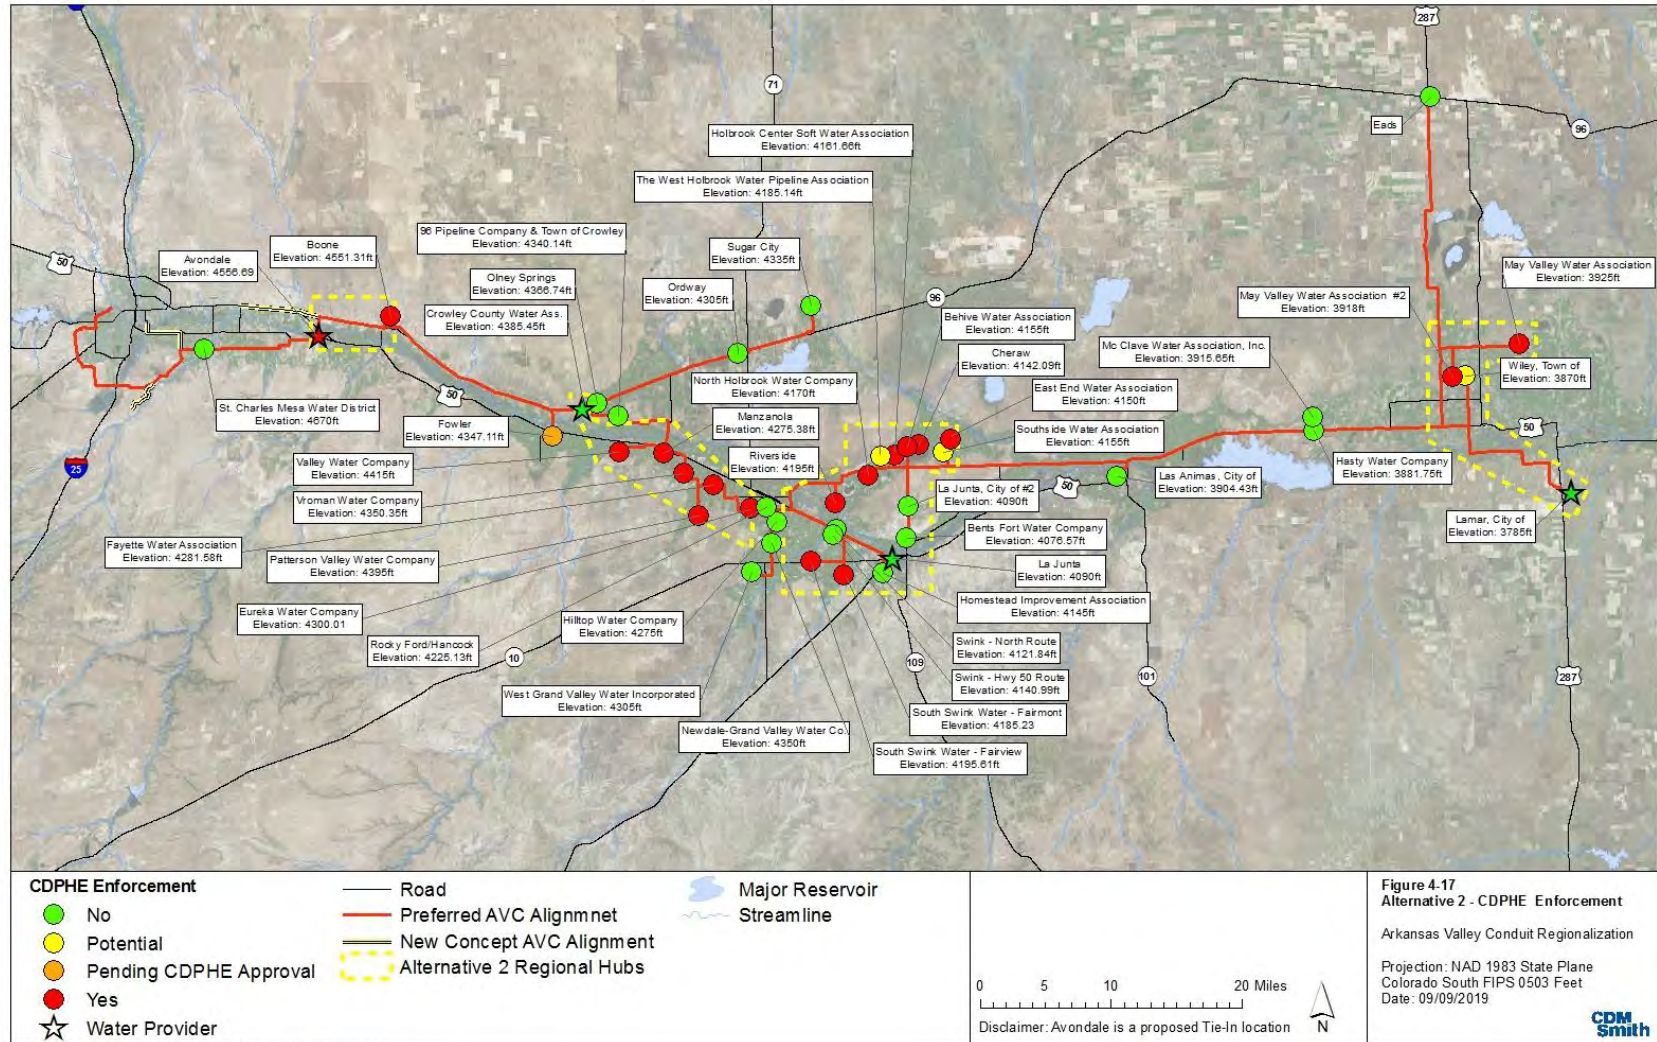 287
71
96
Eads
Holbrook Center Soft Water Association
Elevation: 4161.66ft
The West Holbrook Water Pipeline Association
Elevation: 4185.14ft
96 Pipeline Company & Town of Crowley
Elevation: 4340.14ft
Sugar City
Elevation: 4335ft
Boone
Elevation: 4551.31ft
Avondale
Elevation: 4556.69
50
Olney Springs
Elevation: 4366.74ft
Ordway
Elevation: 4305ft
96
Crowley County Water Ass.
Elevation: 4385.45ft
Behive Water Association
Elevation: 4155ft
May Valley Water Association
Elevation: 3925ft
May Valley Water Association #2
Elevation: 3918ft
Mc Clave Water Association, Inc.
Elevation: 3915.65ft
Cheraw
Elevation: 4142.09ft
Wiley, Town of
Elevation: 3870ft
North Holbrook Water Company
Elevation: 4170ft
East End Water Association
Elevation: 4150ft
50
St. Charles Mesa Water District
Elevation: 4670ft
Fowler
Elevation: 4347.11ft
Manzanola
Elevation: 4275.38ft
Southside Water Association
Elevation: 4155ft
50
25
Valley Water Company
Elevation: 4415ft
Riverside
Elevation: 4195ft
Hasty Water Company
Elevation: 3881.75ft
Las Animas, City of
Elevation: 3904.43ft
50
La Junta, City of #2
Elevation: 4090ft
Vroman Water Company
Elevation: 4350.35ft
Bents Fort Water Company
Elevation: 4076.57ft
Lamar, City of
Elevation: 3785ft
Fayette Water Association
Elevation: 4281.58ft
Patterson Valley Water Company
Elevation: 4395ft
La Junta
Elevation: 4090ft
Homestead Improvement Association
Elevation: 4145ft
Eureka Water Company
Elevation: 4300.01
Hilltop Water Company
Elevation: 4275ft
Rocky Ford/Hancock
Elevation: 4225.13ft
10
Swink - North Route
Elevation: 4121.84ft
109
101
287
Swink - Hwy 50 Route
Elevation: 4140.99ft
West Grand Valley Water Incorporated
Elevation: 4305ft
South Swink Water - Fairmont
Elevation: 4185.23
Newdale-Grand Valley Water Co.
Elevation: 4350ft
South Swink Water - Fairview
Elevation: 4195.61ft
CDPHE Enforcement
No
Potential
Pending CDPHE Approval
Yes
Water Provider
Road
Preferred AVC Alignmnet
New Concept AVC Alignment
Alternative 2 Regional Hubs
Major Reservoir
Streamline
0 5 10 20 Miles
N
Disclaimer: Avondale is a proposed Tie-In location
Figure 4-17
Alternative 2 - CDPHE Enforcement
Arkansas Valley Conduit Regionalization
Projection: NAD 1983 State Plane
Colorado South FIPS 0503 Feet
Date: 09/09/2019
CDM
Smith